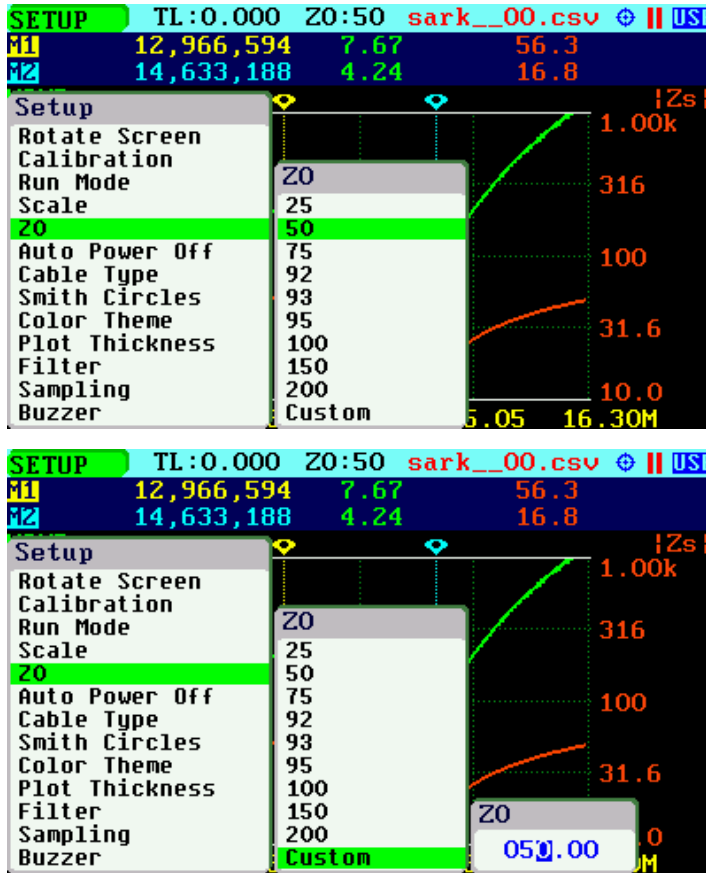 SETUP TL:0.000 Z0:50 sark__00.csv
M1 12,966,594 7.67 56.3
M2 14,633,188 4.24 16.8
Setup
|Zs|
1.00k
Rotate Screen
Calibration
Run Mode
Scale
Z0
Auto Power Off
Cable Type
Smith Circles
Color Theme
Plot Thickness
Filter
Sampling
Buzzer
Z0
25
50
75
92
93
95
100
150
200
Custom
316
100
31.6
10.0
16.30M
SETUP TL:0.000 Z0:50 sark__00.csv
M1 12,966,594 7.67 56.3
M2 14,633,188 4.24 16.8
Setup
|Zs|
1.00k
Rotate Screen
Calibration
Run Mode
Scale
Z0
Auto Power Off
Cable Type
Smith Circles
Color Theme
Plot Thickness
Filter
Sampling
Buzzer
Z0
25
50
75
92
93
95
100
150
200
Custom
316
100
31.6
Z0
050.00